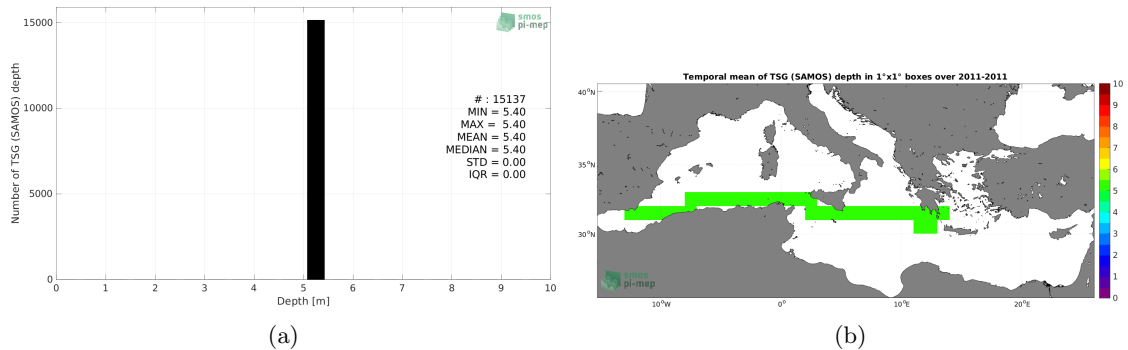 15000
10000
5000
0
Number of TSG (SAMOS) depth
smos
pi-mep
# : 15137
MIN = 5.40
MAX = 5.40
MEAN = 5.40
MEDIAN = 5.40
STD = 0.00
IQR = 0.00
0 1 2 3 4 5 6 7 8 9 10
Depth [m]
(a)
Temporal mean of TSG (SAMOS) depth in 1°x1° boxes over 2011-2011
40°N
35°N
30°N
10°W 0° 10°E 20°E
smos
pi-mep
10
9
8
7
6
5
4
3
2
1
0
(b)